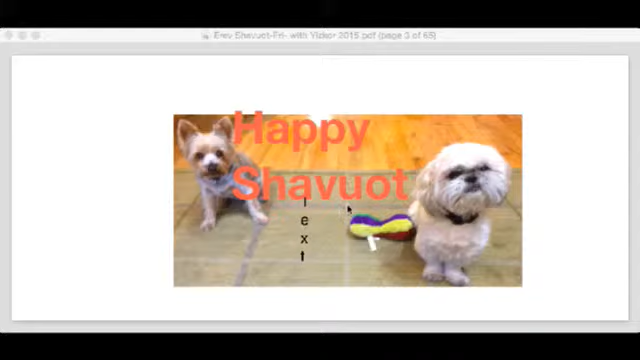 Erev Shavuot-Fri- with Yizkor 2015.pdf (page 3 of 65)
Happy
Shavuot
T
e
x
t